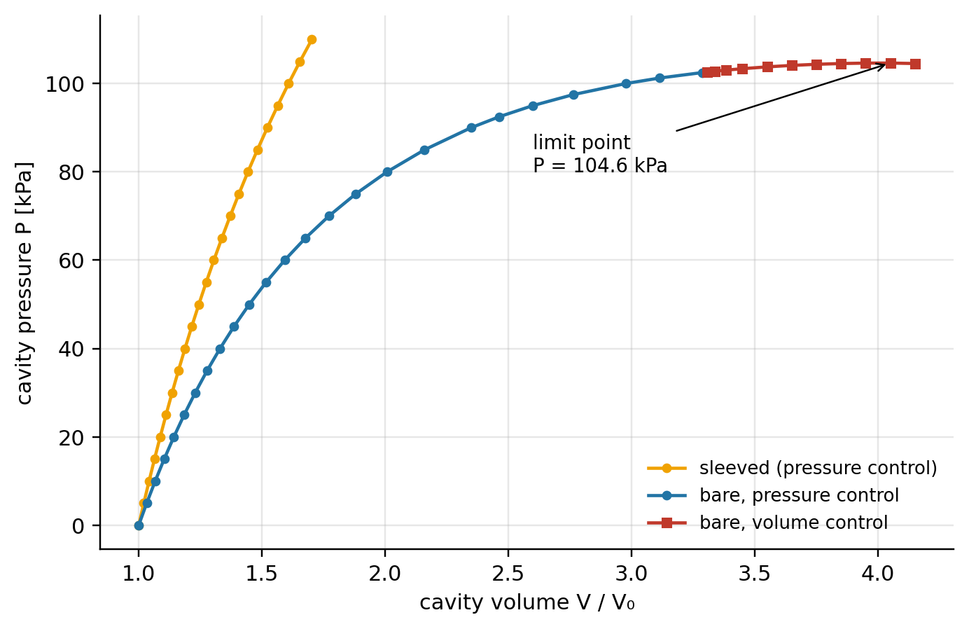 100
80
60
40
20
0
cavity pressure P [kPa]
limit point
P = 104.6 kPa
sleeved (pressure control)
bare, pressure control
bare, volume control
1.0 1.5 2.0 2.5 3.0 3.5 4.0
cavity volume V / V₀